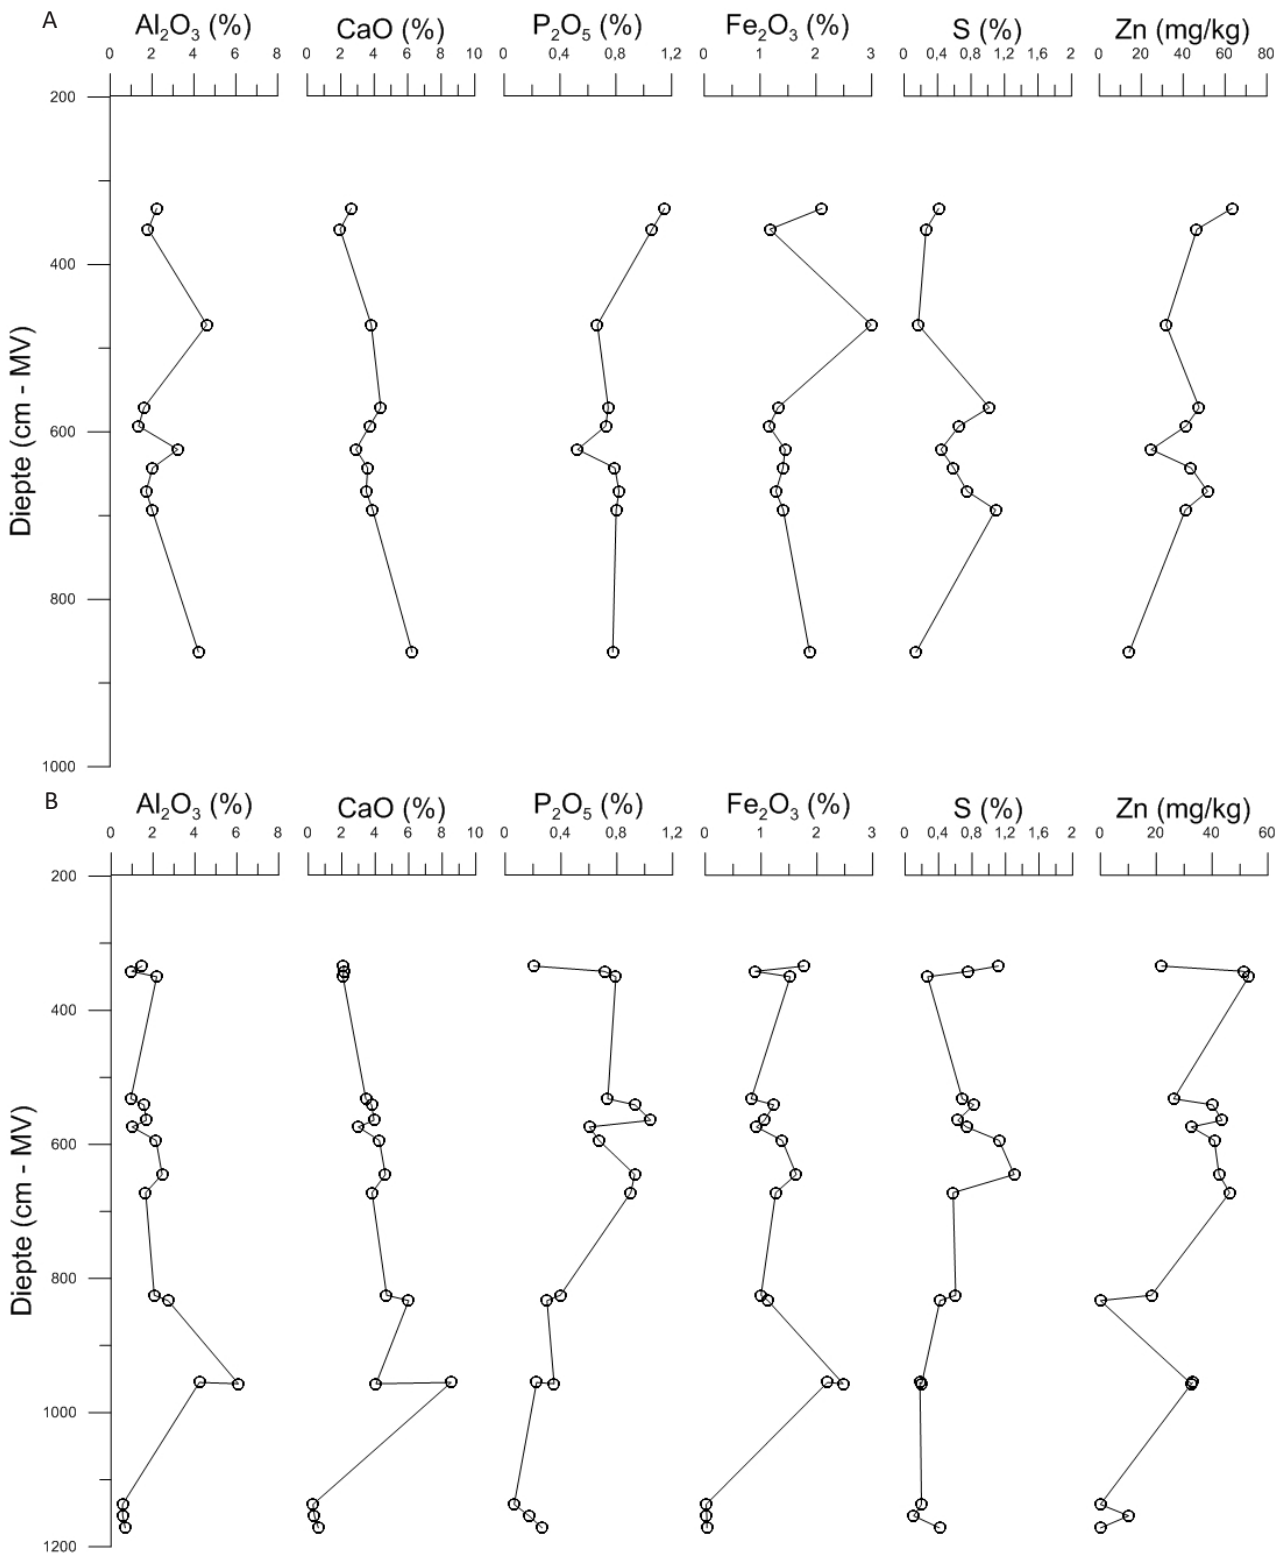 A
Al₂O₃ (%) CaO (%) P₂O₅ (%) Fe₂O₃ (%) S (%) Zn (mg/kg)
0 2 4 6 8 0 2 4 6 8 10 0 0,4 0,8 1,2 0 1 2 3 0 0,4 0,8 1,2 1,6 2 0 20 40 60 80
200
400
600
800
1000
Diepte (cm - MV)
B
Al₂O₃ (%) CaO (%) P₂O₅ (%) Fe₂O₃ (%) S (%) Zn (mg/kg)
0 2 4 6 8 0 2 4 6 8 10 0 0,4 0,8 1,2 0 1 2 3 0 0,4 0,8 1,2 1,6 2 0 20 40 60
200
400
600
800
1000
1200
Diepte (cm - MV)